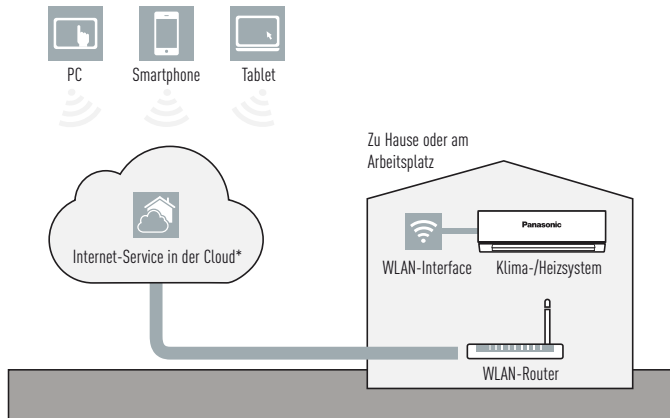 PC
Smartphone
Tablet
Zu Hause oder am
Arbeitsplatz
Panasonic
Internet-Service in der Cloud*
WLAN-Interface
Klima-/Heizsystem
WLAN-Router